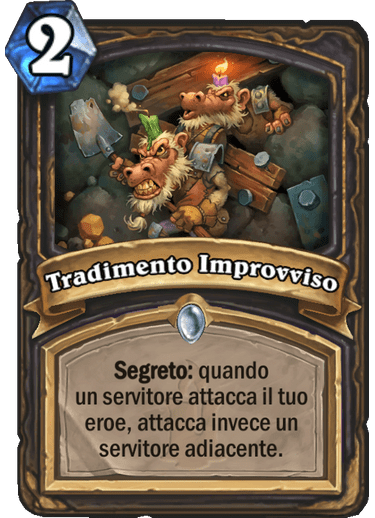 2
Tradimento Improvviso
Segreto: quando
un servitore attacca il tuo
eroe, attacca invece un
servitore adiacente.